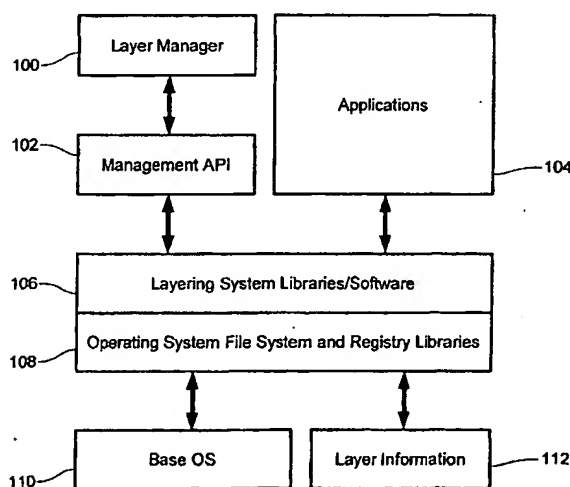 Layer Manager
100
Applications
102
Management API
104
106
Layering System Libraries/Software
Operating System File System and Registry Libraries
108
Base OS
Layer Information
112
110